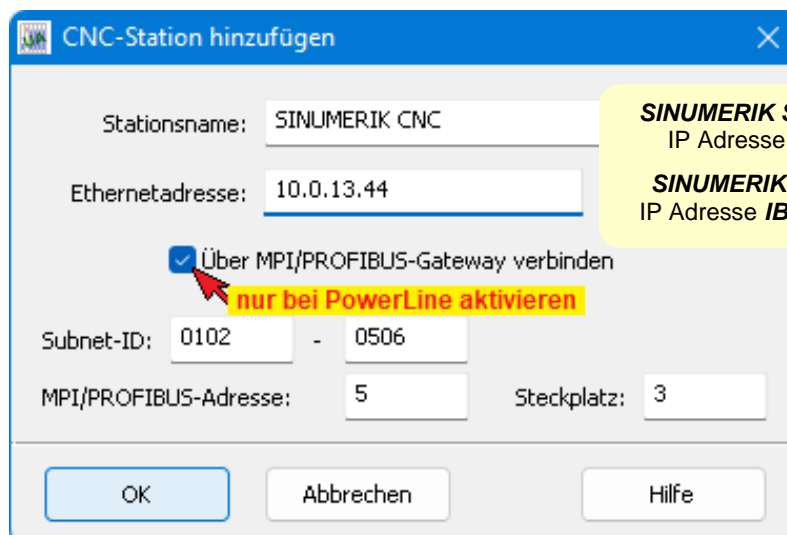 CNC-Station hinzufügen
Stationsname: SINUMERIK CNC
SINUMERIK
IP Adresse
Ethernetadresse: 10.0.13.44
SINUMERIK
IP Adresse
Über MPI/PROFIBUS-Gateway verbinden
nur bei PowerLine aktivieren
Subnet-ID: 0102 - 0506
MPI/PROFIBUS-Adresse: 5 Steckplatz: 3
OK Abbrechen Hilfe